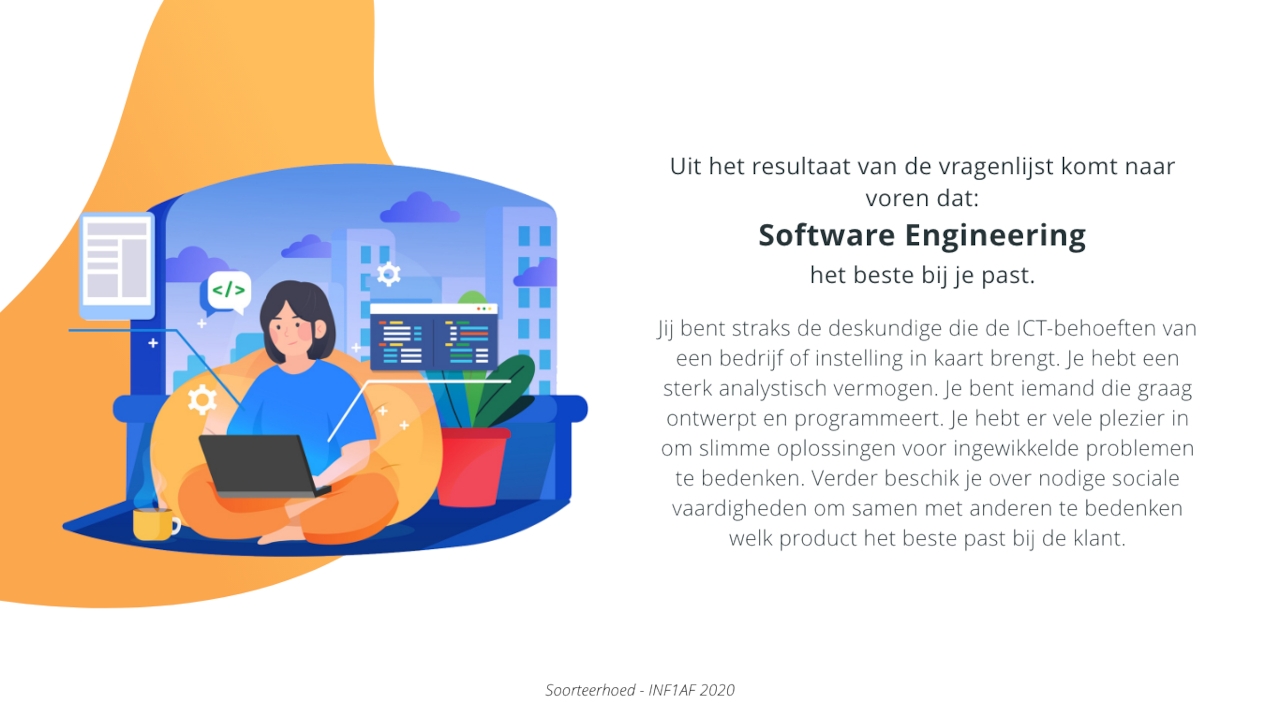 Uit het resultaat van de vragenlijst komt naar
voren dat:
Software Engineering
het beste bij je past.
Jij bent straks de deskundige die de ICT-behoeften van
een bedrijf of instelling in kaart brengt. Je hebt een
sterk analystisch vermogen. Je bent iemand die graag
ontwerpt en programmeert. Je hebt er vele plezier in
om slimme oplossingen voor ingewikkelde problemen
te bedenken. Verder beschik je over nodige sociale
vaardigheden om samen met anderen te bedenken
welk product het beste past bij de klant.
</>
Soorteerhoed - INF1AF 2020